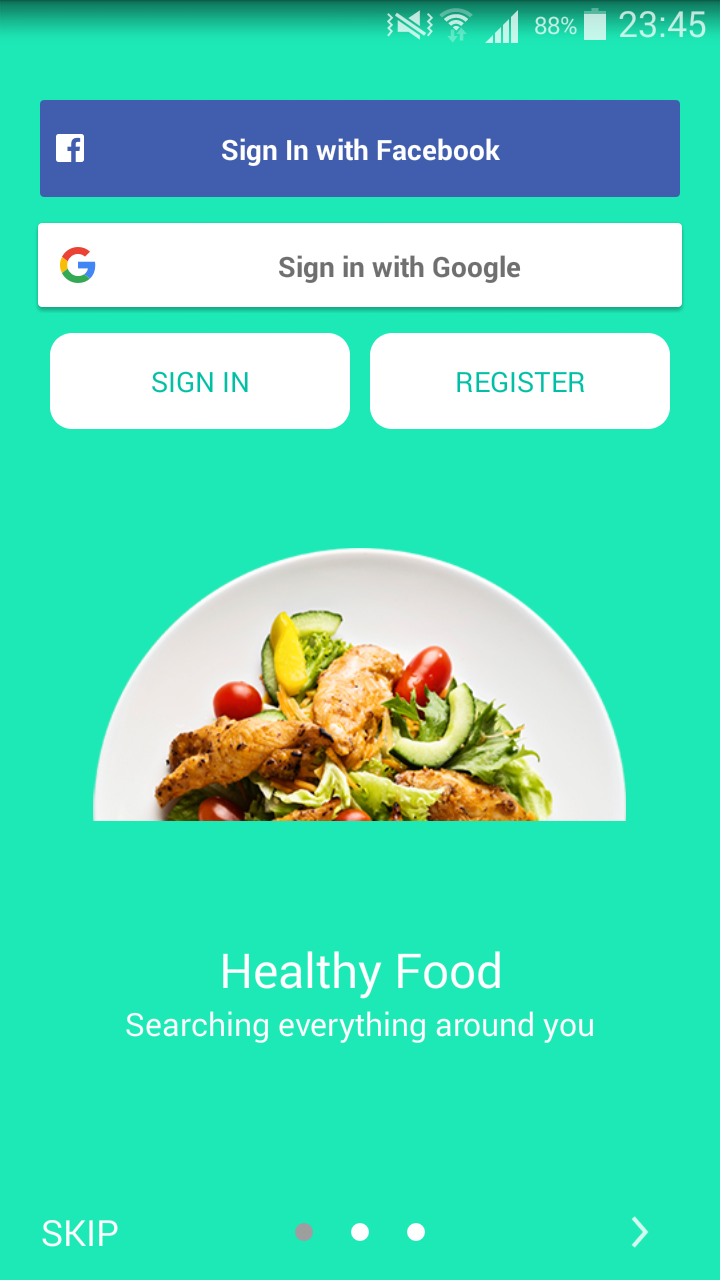 88% 23:45
Sign In with Facebook
Sign in with Google
SIGN IN REGISTER
Healthy Food
Searching everything around you
SKIP